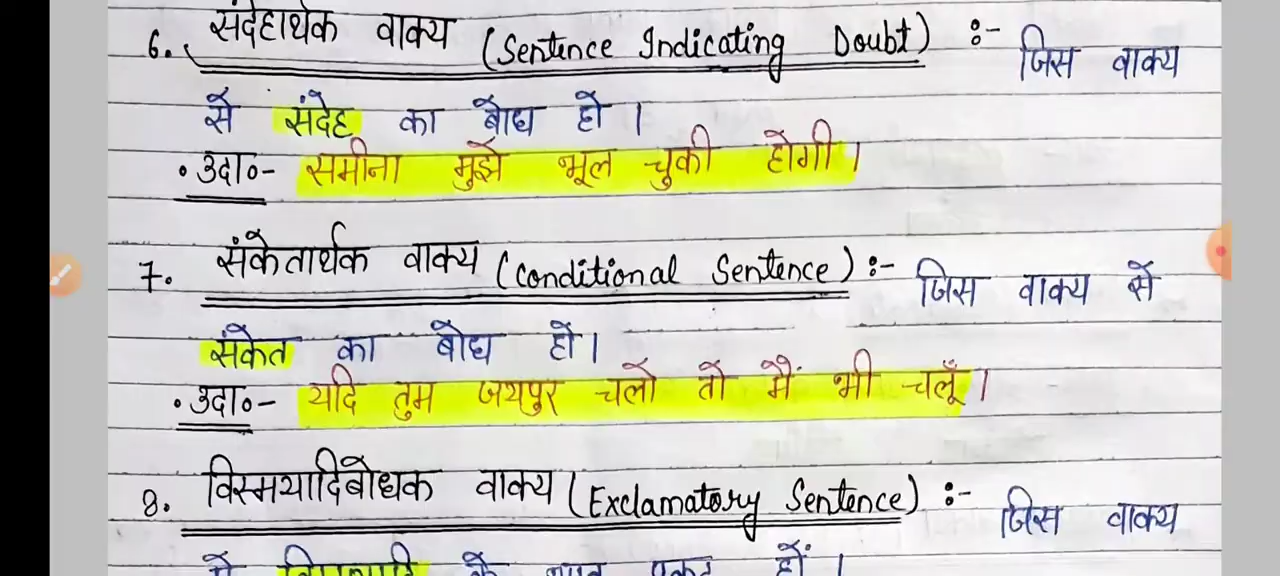 6. संदेहार्थक वाक्य (Sentence Indicating Doubt) :- जिस वाक्य
से संदेह का बोध हो।
• उदा०- समीना मुझे भूल चुकी होगी।
7. संकेतार्थक वाक्य (Conditional Sentence) :- जिस वाक्य से
संकेत का बोध हो।
• उदा०- यदि तुम जयपुर चलो तो मैं भी चलूँ।
8. विस्मयादिबोधक वाक्य (Exclamatory Sentence) :- जिस वाक्य
हों।